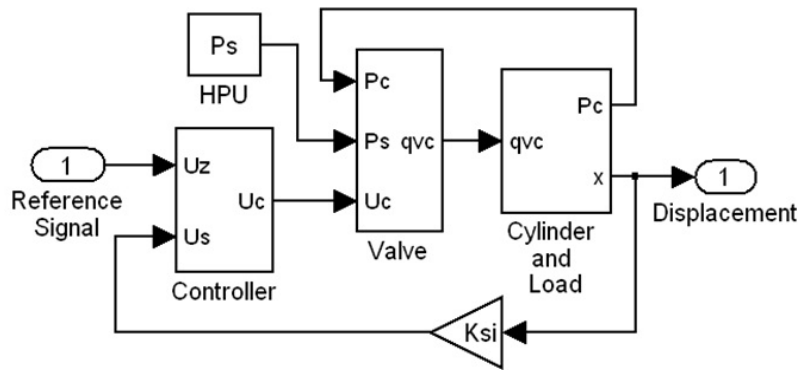 Ps
HPU
1
Reference
Signal
Uz
Us
Uc
Controller
Pc
Ps
Uc
qvc
Valve
qvc
Pc
x
Cylinder
and
Load
1
Displacement
Ksi